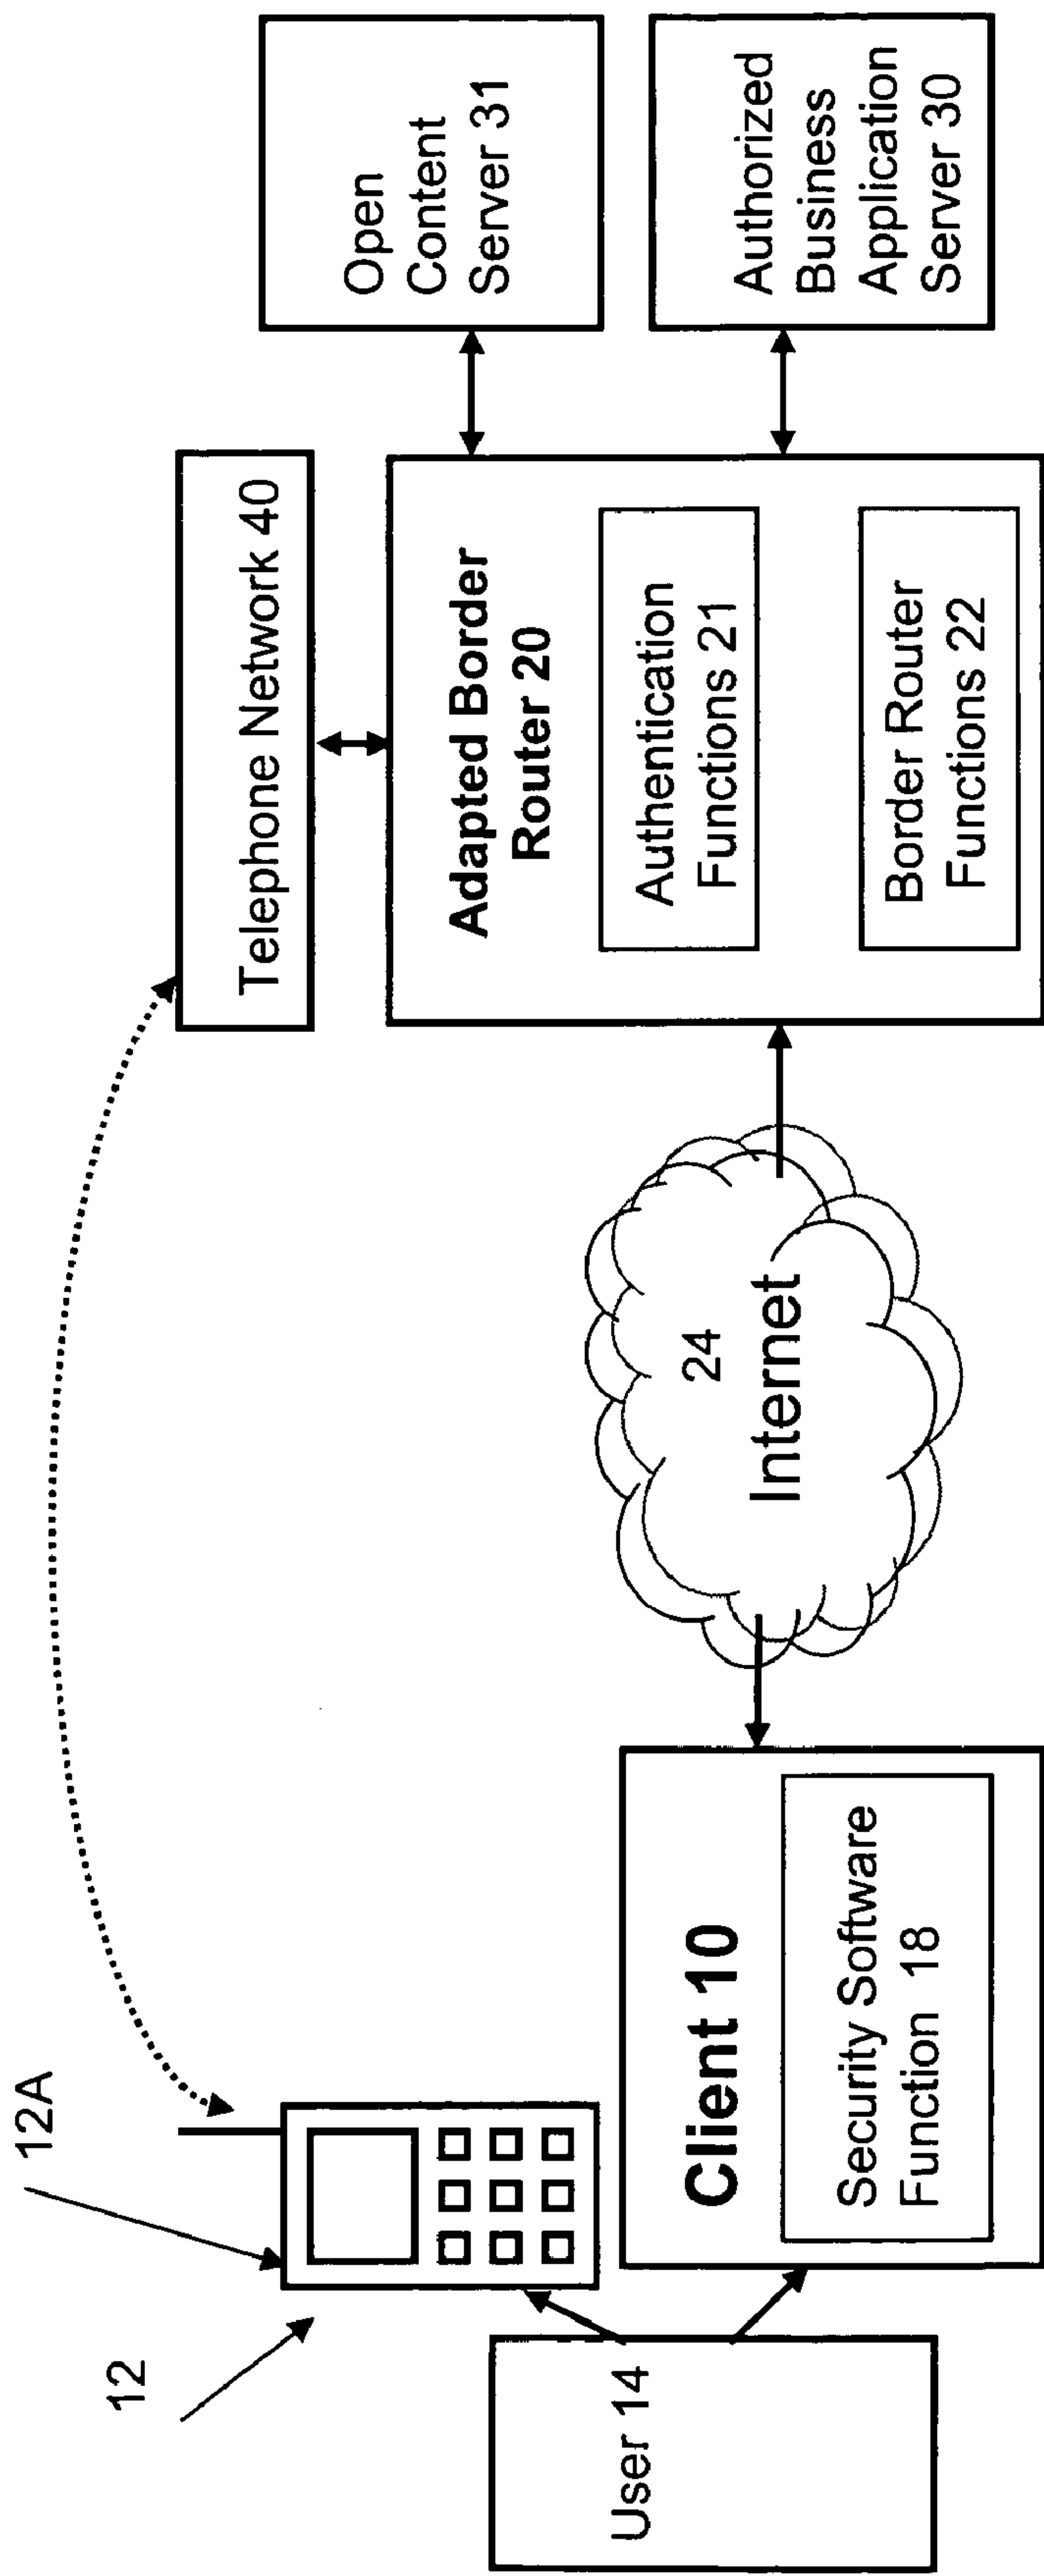 12A
12
User 14
Client 10
Security Software
Function 18
24
Internet
Telephone Network 40
Adapted Border
Router 20
Authentication
Functions 21
Border Router
Functions 22
Open
Content
Server 31
Authorized
Business
Application
Server 30